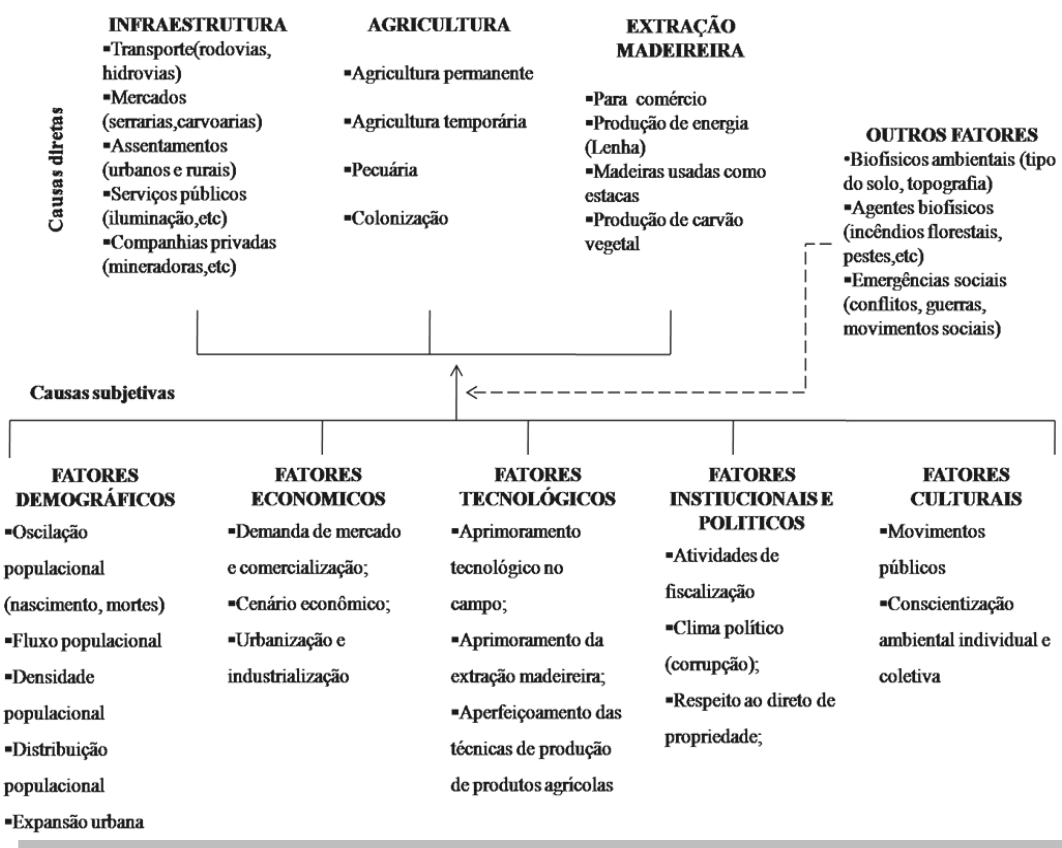 INFRAESTRUTURA
▪Transporte(rodovias,
hidrovias)
▪Mercados
(serrarias,carvoarias)
▪Assentamentos
(urbanos e rurais)
▪Serviços públicos
(iluminação,etc)
▪Companhias privadas
(mineradoras,etc)
AGRICULTURA
▪Agricultura permanente
▪Agricultura temporária
▪Pecuária
▪Colonização
EXTRAÇÃO
MADEIREIRA
▪Para comércio
▪Produção de energia
(Lenha)
▪Madeiras usadas como
estacas
▪Produção de carvão
vegetal
Causas diretas
OUTROS FATORES
•Biofísicos ambientais (tipo
do solo, topografia)
▪Agentes biofísicos
(incêndios florestais,
pestes,etc)
▪Emergências sociais
(conflitos, guerras,
movimentos sociais)
Causas subjetivas
FATORES
DEMOGRÁFICOS
▪Oscilação
populacional
(nascimento, mortes)
▪Fluxo populacional
▪Densidade
populacional
▪Distribuição
populacional
▪Expansão urbana
FATORES
ECONOMICOS
▪Demanda de mercado
e comercialização;
▪Cenário econômico;
▪Urbanização e
industrialização
FATORES
TECNOLÓGICOS
▪Aprimoramento
tecnológico no
campo;
▪Aprimoramento da
extração madeireira;
▪Aperfeiçoamento das
técnicas de produção
de produtos agrícolas
FATORES
INSTIUCIONAIS E
POLITICOS
▪Atividades de
fiscalização
▪Clima político
(corrupção);
▪Respeito ao direto de
propriedade;
FATORES
CULTURAIS
▪Movimentos
públicos
▪Conscientização
ambiental individual e
coletiva